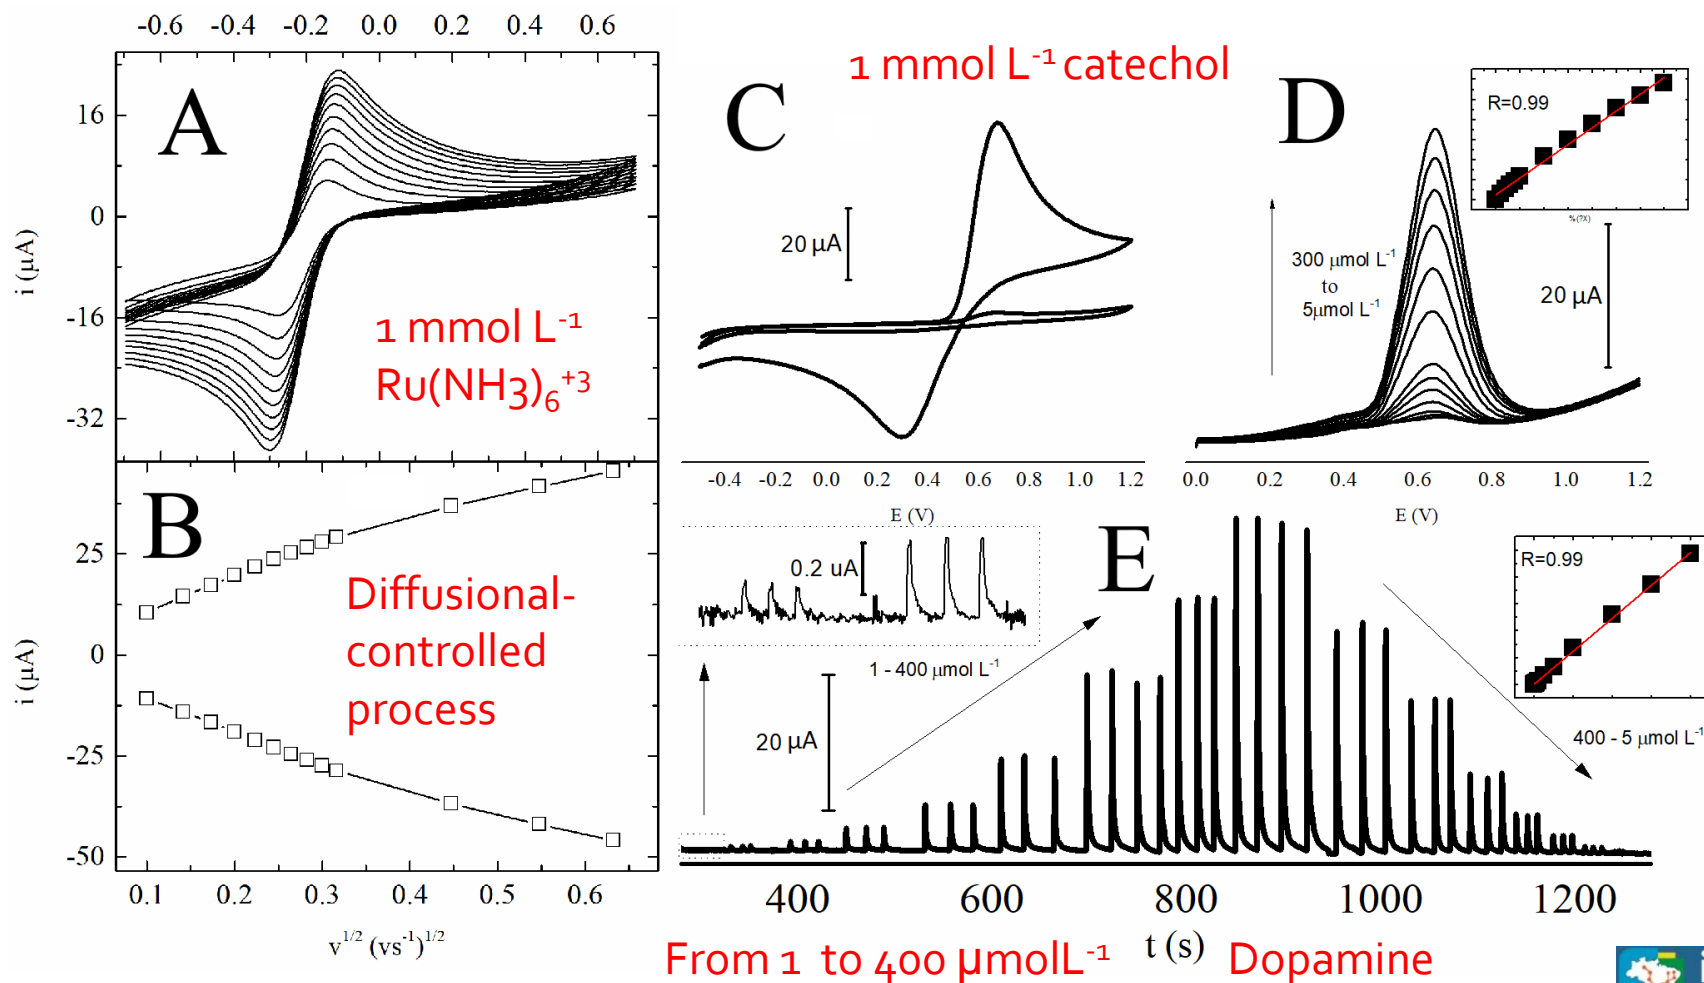 -0.6 -0.4 -0.2 0.0 0.2 0.4 0.6
A
16
0
-16
-32
i (μA)
1 mmol L-1
Ru(NH3)6+3
B
25
0
-25
-50
i (μA)
Diffusional-
controlled
process
0.1 0.2 0.3 0.4 0.5 0.6
v1/2 (vs-1)1/2
1 mmol L-1 catechol
C
20 μA
-0.4 -0.2 0.0 0.2 0.4 0.6 0.8 1.0 1.2
E (V)
D
R=0.99
%(?X)
300 μmol L-1
to
5μmol L-1
20 μA
0.0 0.2 0.4 0.6 0.8 1.0 1.2
E (V)
E
0.2 uA
1 - 400 μmol L-1
20 μA
R=0.99
400 - 5 μmol L-1
400 600 800 1000 1200
t (s)
From 1 to 400 μmolL-1 Dopamine